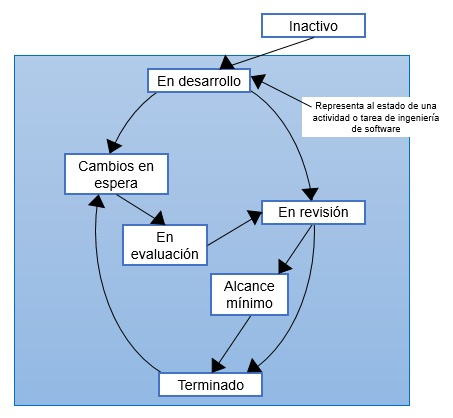 Inactivo
En desarrollo
Representa al estado de una
actividad o tarea de ingeniería
de software
Cambios en
espera
En revisión
En
evaluación
Alcance
mínimo
Terminado